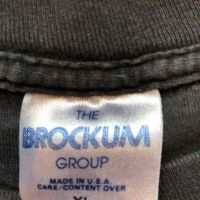 THE
BROCKUM
GROUP
MADE IN U.S.A.
CARE/CONTENT OVER
XL